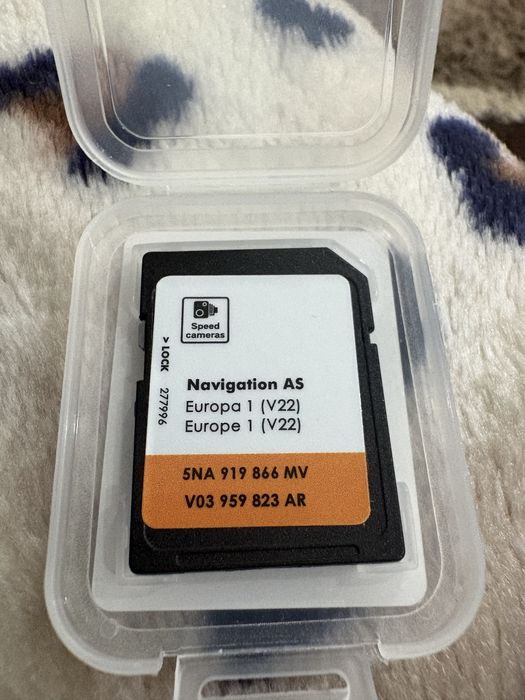 Speed
cameras
> LOCK
277996
Navigation AS
Europa 1 (V22)
Europe 1 (V22)
5NA 919 866 MV
V03 959 823 AR